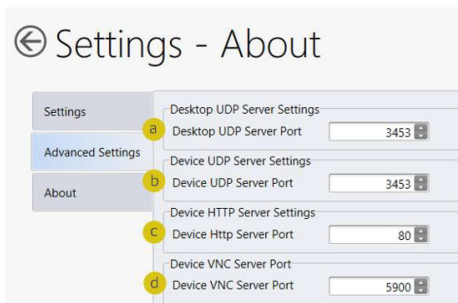 Settings - About
Settings
Advanced Settings
About
Desktop UDP Server Settings
a Desktop UDP Server Port 3453
Device UDP Server Settings
b Device UDP Server Port 3453
Device HTTP Server Settings
c Device Http Server Port 80
Device VNC Server Port
d Device VNC Server Port 5900